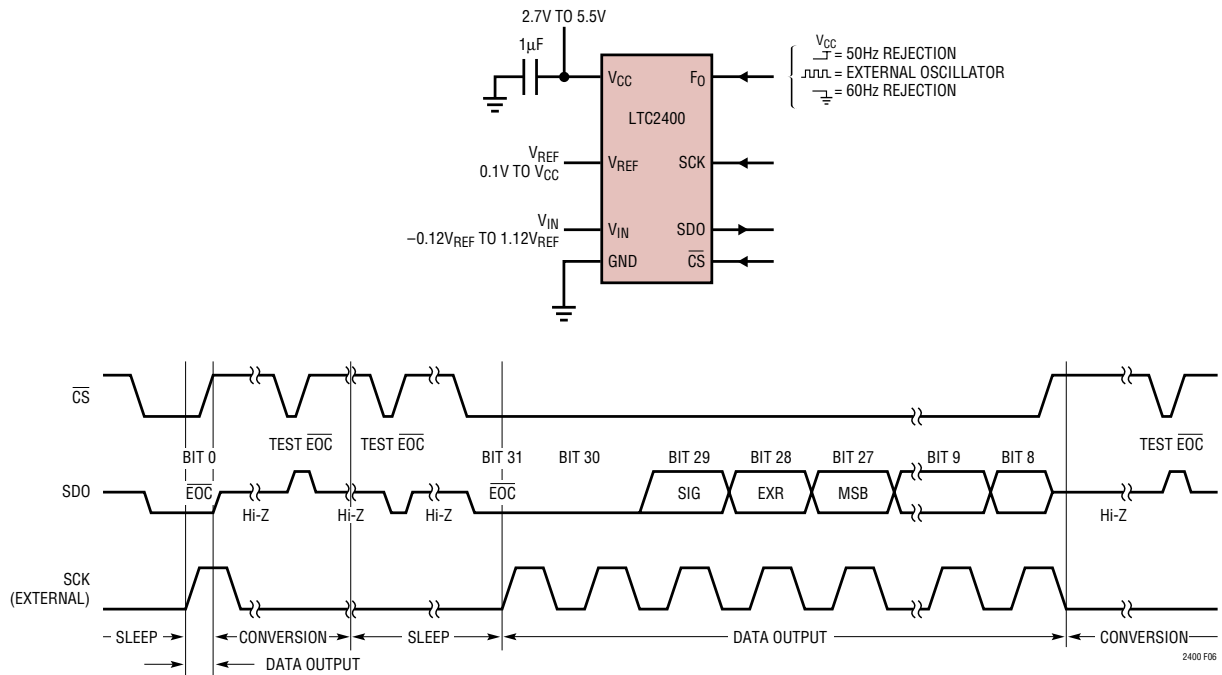 2.7V TO 5.5V
1µF
VCC
FO
LTC2400
VREF
0.1V TO VCC
VREF
SCK
VIN
–0.12VREF TO 1.12VREF
VIN
SDO
GND
CS
VCC
= 50Hz REJECTION
= EXTERNAL OSCILLATOR
= 60Hz REJECTION
CS
TEST EOC
TEST EOC
TEST EOC
BIT 0
BIT 31
BIT 30
BIT 29
BIT 28
BIT 27
BIT 9
BIT 8
SDO
EOC
EOC
SIG
EXR
MSB
Hi-Z
Hi-Z
Hi-Z
Hi-Z
SCK
(EXTERNAL)
SLEEP
CONVERSION
SLEEP
DATA OUTPUT
CONVERSION
DATA OUTPUT
2400 F06